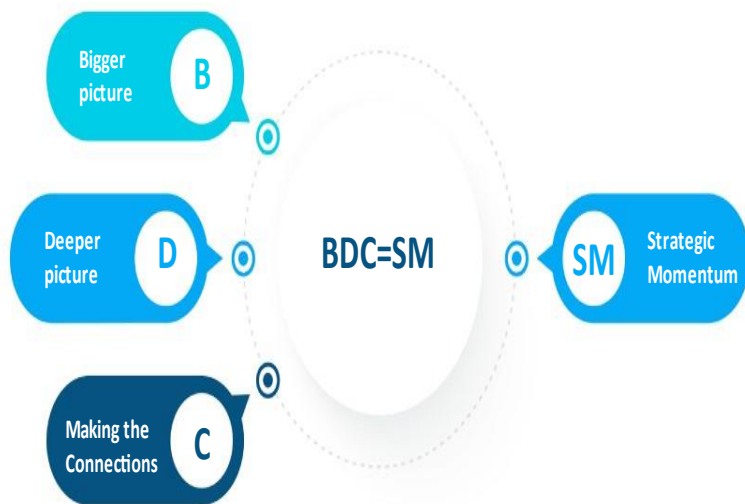 Bigger
picture
B
Deeper
picture
D
Making the
Connections
C
BDC=SM
SM
Strategic
Momentum